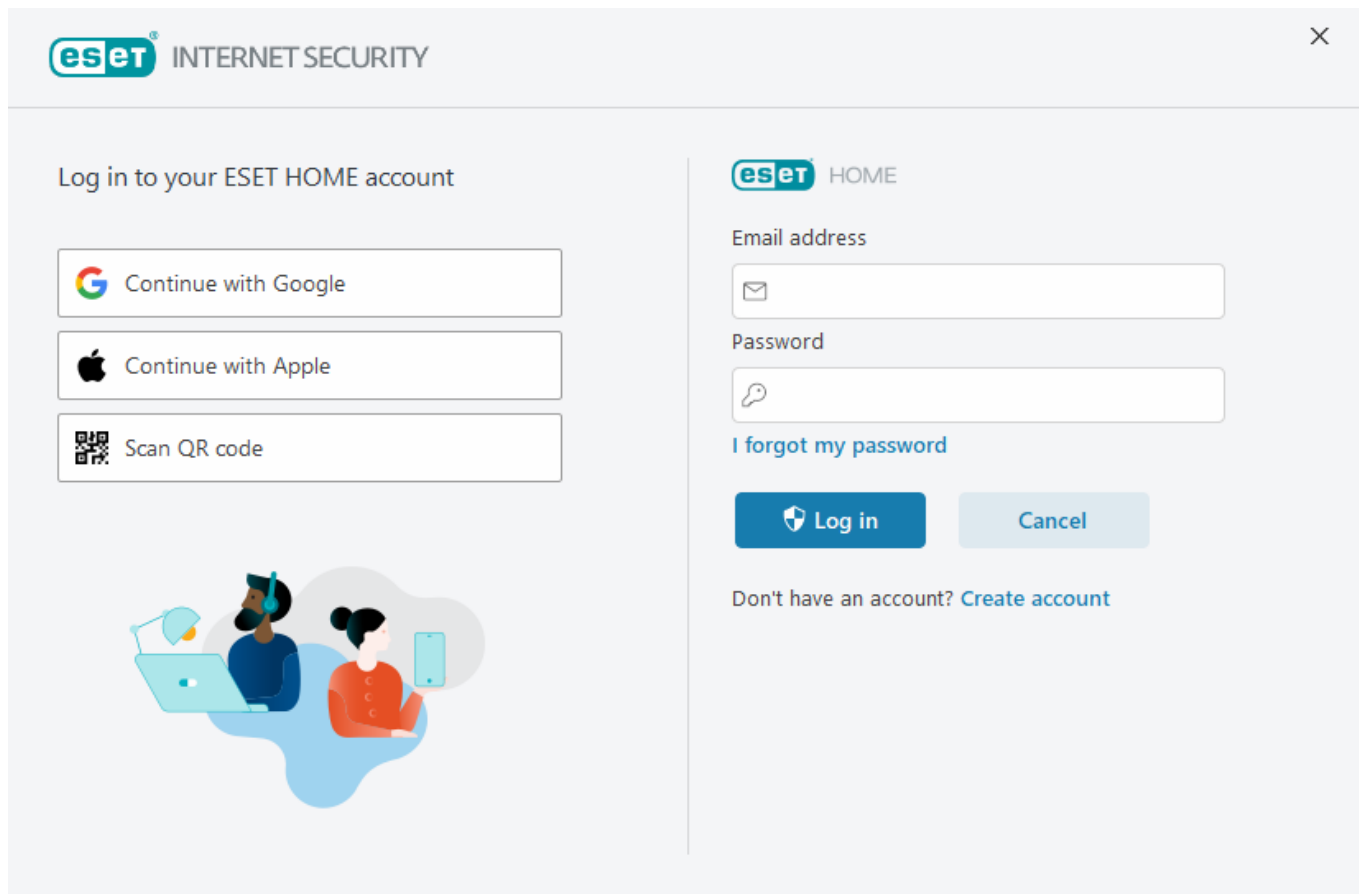 eset® INTERNET SECURITY
Log in to your ESET HOME account
Continue with Google
Continue with Apple
Scan QR code
eset HOME
Email address
Password
I forgot my password
Log in
Cancel
Don't have an account? Create account